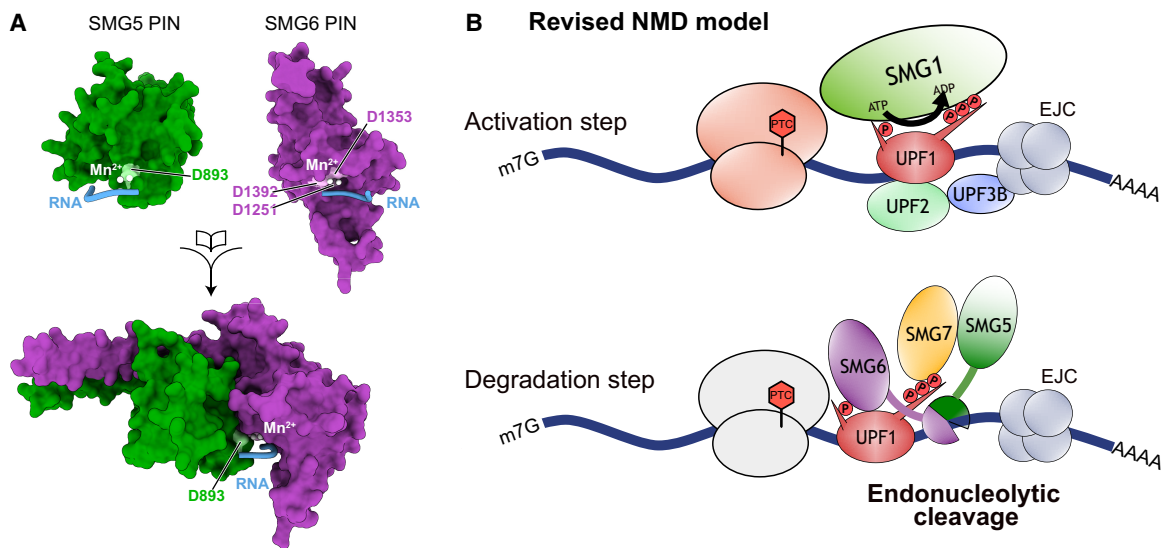 A
SMG5 PIN
SMG6 PIN
D1353
Mn2+
Mn2+
D893
D1392
D1251
RNA
RNA
Mn2+
RNA
D893
B
Revised NMD model
Activation step
SMG1
ATP
ADP
P
P
P
P
PTC
UPF1
EJC
m7G
UPF2
UPF3B
AAAA
Degradation step
SMG7
SMG5
SMG6
P
P
P
P
PTC
UPF1
EJC
m7G
AAAA
Endonucleolytic
cleavage